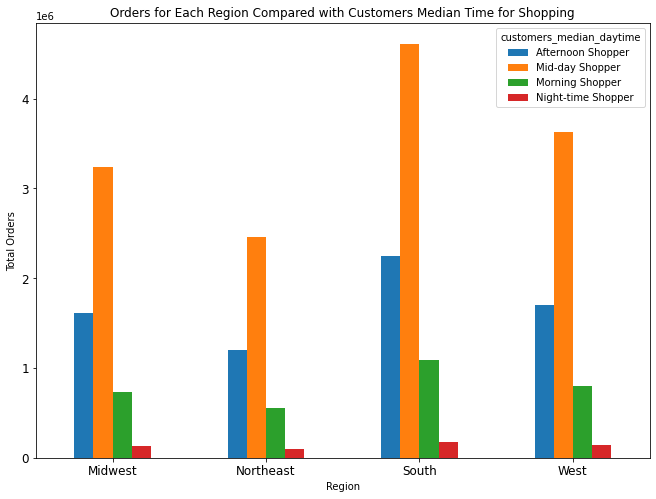 Orders for Each Region Compared with Customers Median Time for Shopping
1e6
customers_median_daytime
Afternoon Shopper
Mid-day Shopper
Morning Shopper
Night-time Shopper
4
3
2
1
0
Total Orders
Midwest Northeast South West
Region